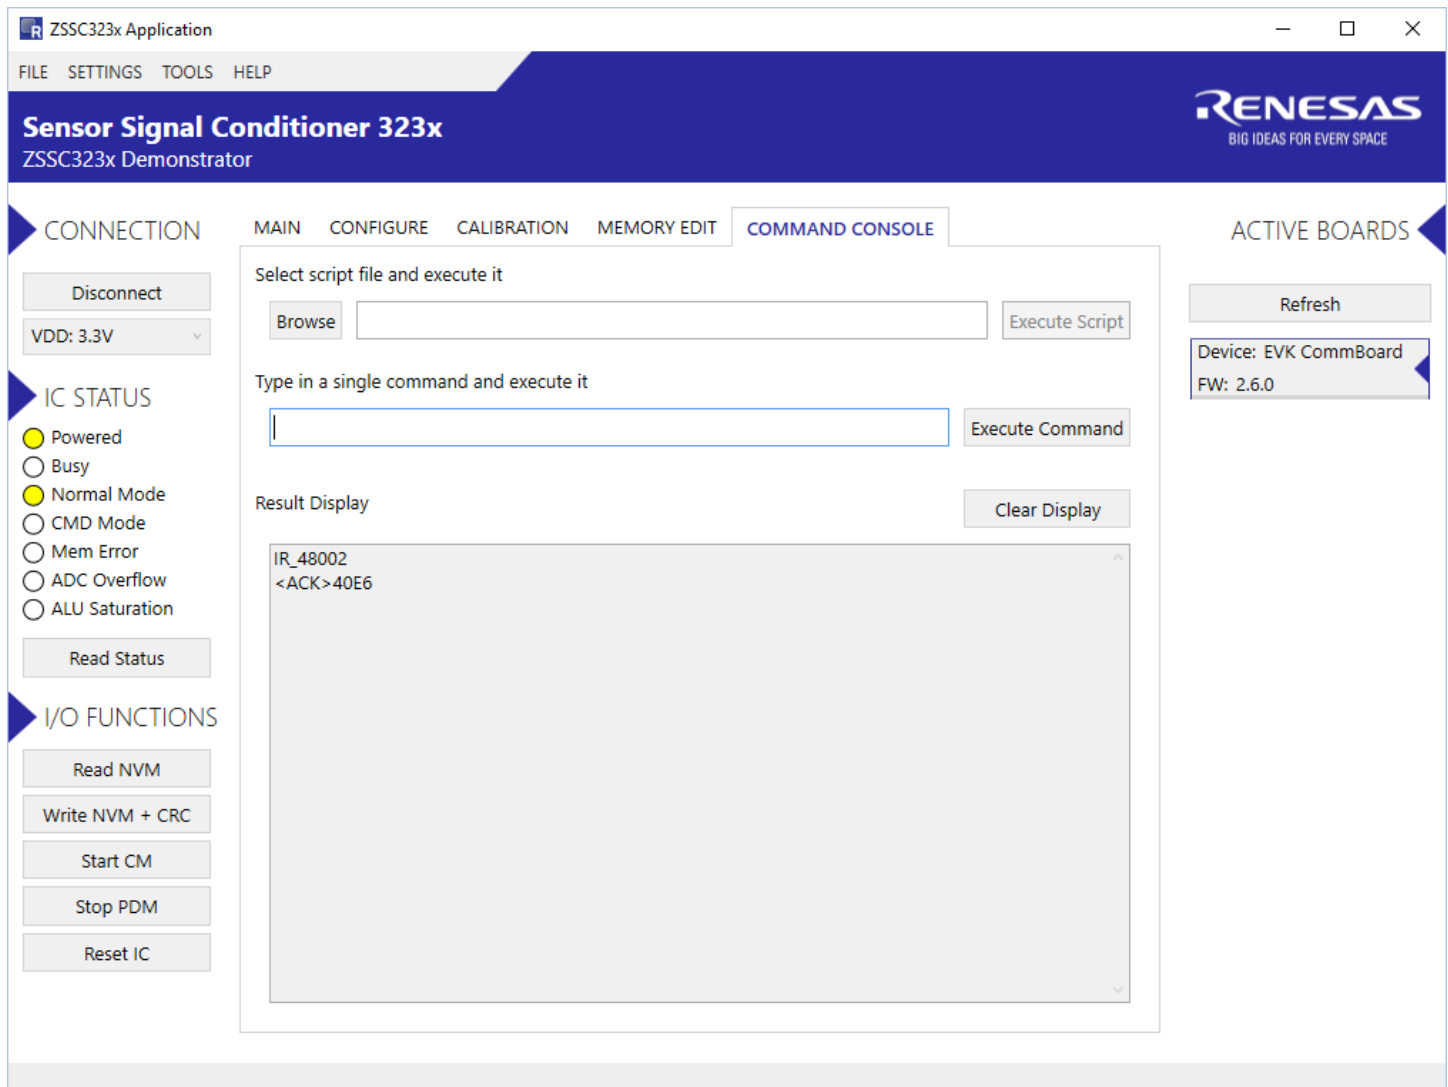 ZSSC323x Application
FILE SETTINGS TOOLS HELP
Sensor Signal Conditioner 323x
ZSSC323x Demonstrator
RENESAS
BIG IDEAS FOR EVERY SPACE
CONNECTION
Disconnect
VDD: 3.3V
IC STATUS
Powered
Busy
Normal Mode
CMD Mode
Mem Error
ADC Overflow
ALU Saturation
Read Status
I/O FUNCTIONS
Read NVM
Write NVM + CRC
Start CM
Stop PDM
Reset IC
MAIN CONFIGURE CALIBRATION MEMORY EDIT COMMAND CONSOLE
Select script file and execute it
Browse Execute Script
Type in a single command and execute it
Execute Command
Result Display Clear Display
IR_48002
<ACK>40E6
ACTIVE BOARDS
Refresh
Device: EVK CommBoard
FW: 2.6.0